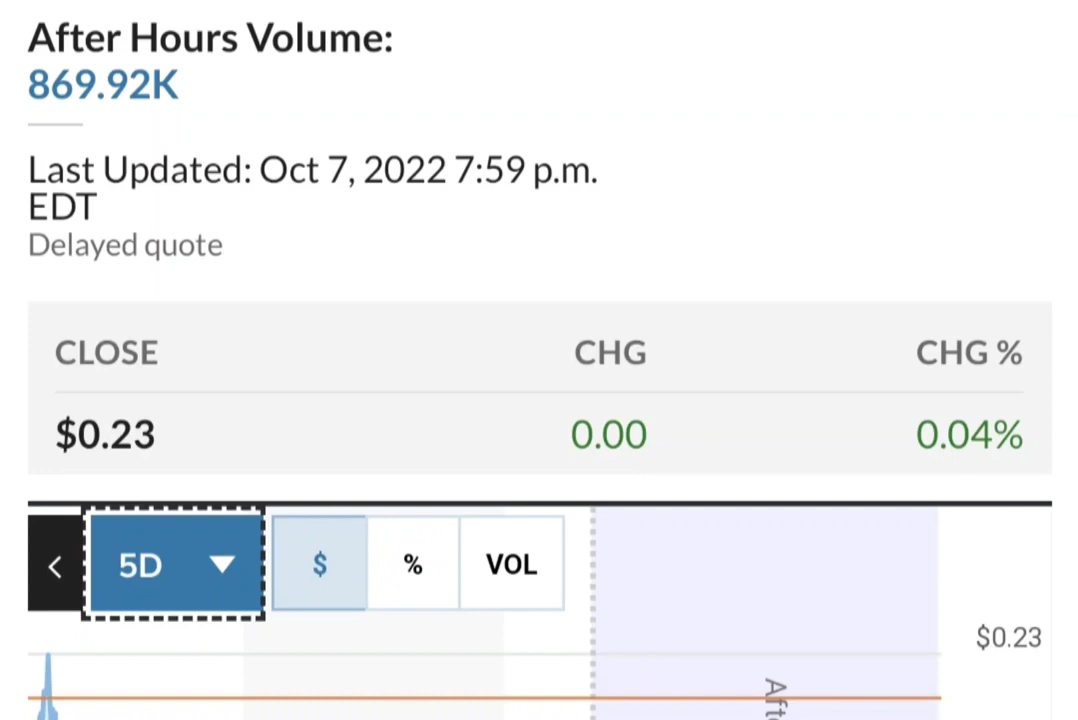 After Hours Volume:
869.92K
Last Updated: Oct 7, 2022 7:59 p.m.
EDT
Delayed quote
CLOSE CHG CHG %
$0.23 0.00 0.04%
5D $ % VOL
$0.23